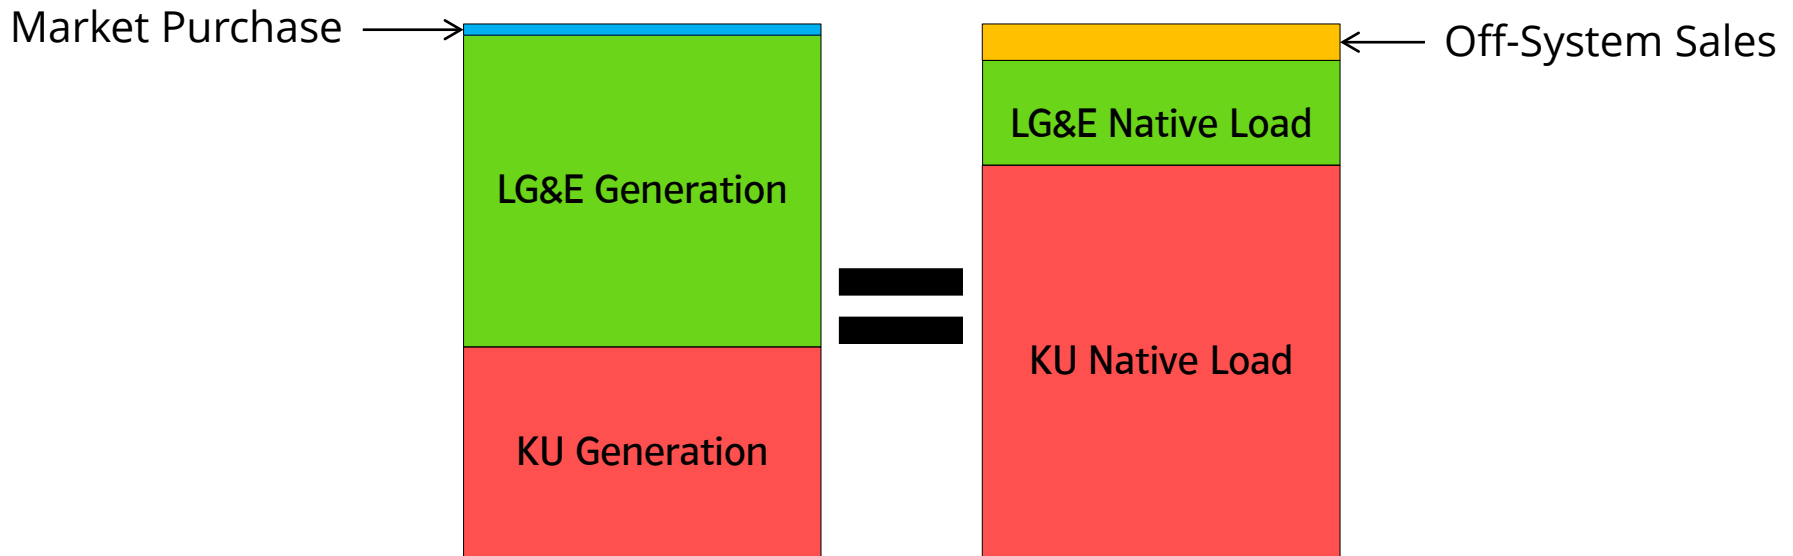 Market Purchase
Off-System Sales
LG&E Native Load
LG&E Generation
KU Native Load
KU Generation